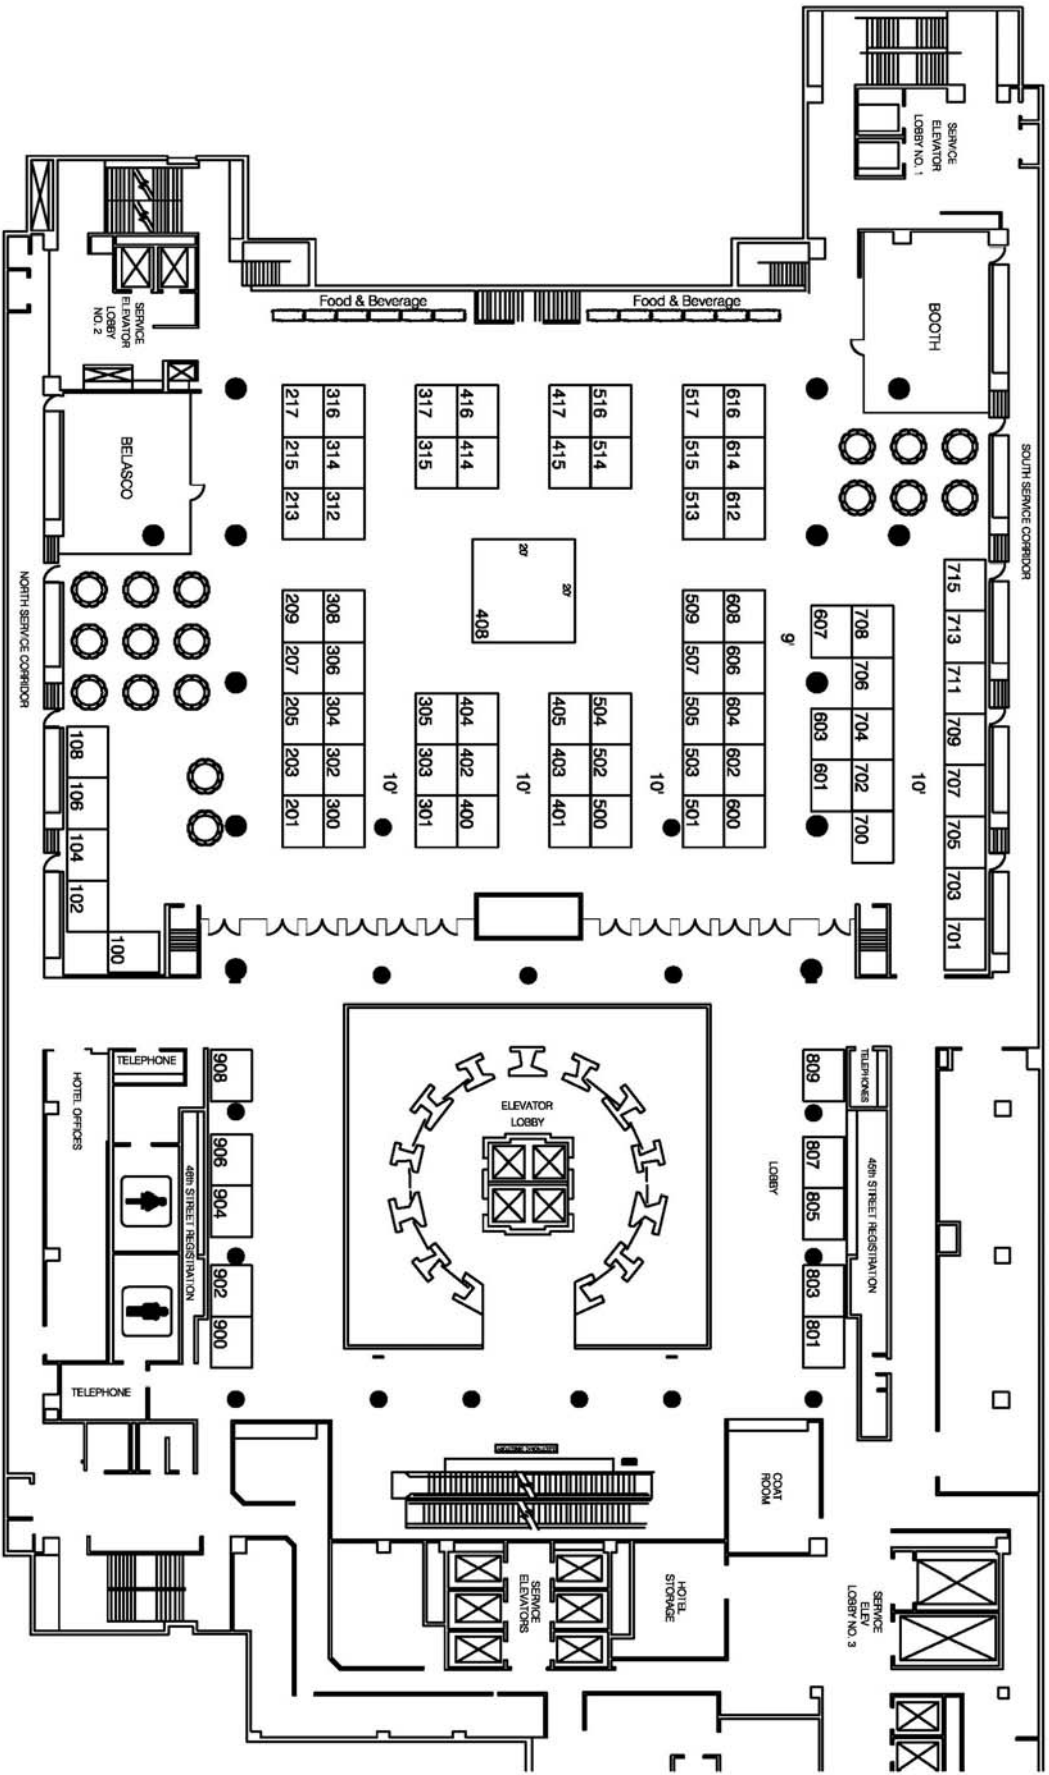 SERVICE
ELEVATOR
LOBBY NO. 1
Food & Beverage
Food & Beverage
SERVICE
ELEVATOR
LOBBY
NO. 2
BOOTH
BELASCO
SOUTH SERVICE CORRIDOR
NORTH SERVICE CORRIDOR
217 316
215 314
213 312
317 416
315 414
417 516
415 514
517 616
515 614
513 612
20'
20'
408
209 308
207 306
205 304
203 302
201 300
305 404
303 402
301 400
405 504
403 502
401 500
509 608
507 606
505 604
503 602
501 600
9'
607 708
706
603 704
601 702
700
715
713
711
709
707
705
703
701
10'
10'
10'
10'
108
106
104
102
100
TELEPHONE
HOTEL OFFICES
46th STREET REGISTRATION
908
906
904
902
900
TELEPHONE
ELEVATOR
LOBBY
LOBBY
809
807
805
803
801
TELEPHONES
45th STREET REGISTRATION
COAT
ROOM
HOTEL
STORAGE
SERVICE
ELEVATORS
SERVICE
ELEV
LOBBY NO. 3